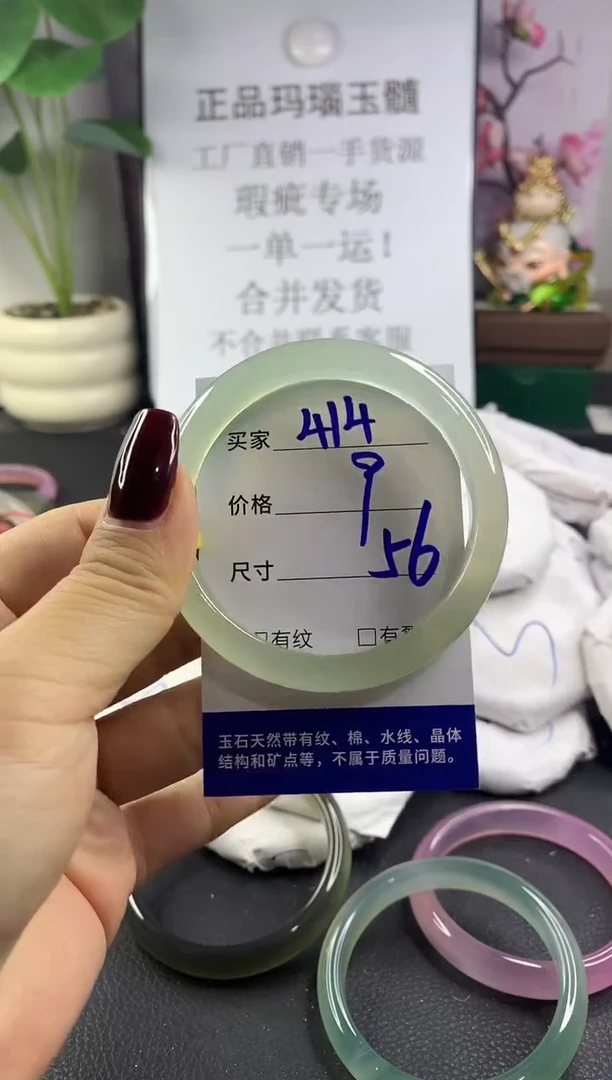 正品玛瑙玉髓
工厂直销一手货源
瑕疵专场
一单一运!
合并发货
不合并联系客服
买家 414
价格 9
尺寸 56
□有纹 □有
玉石天然带有纹、棉、水线、晶体
结构和矿点等，不属于质量问题。